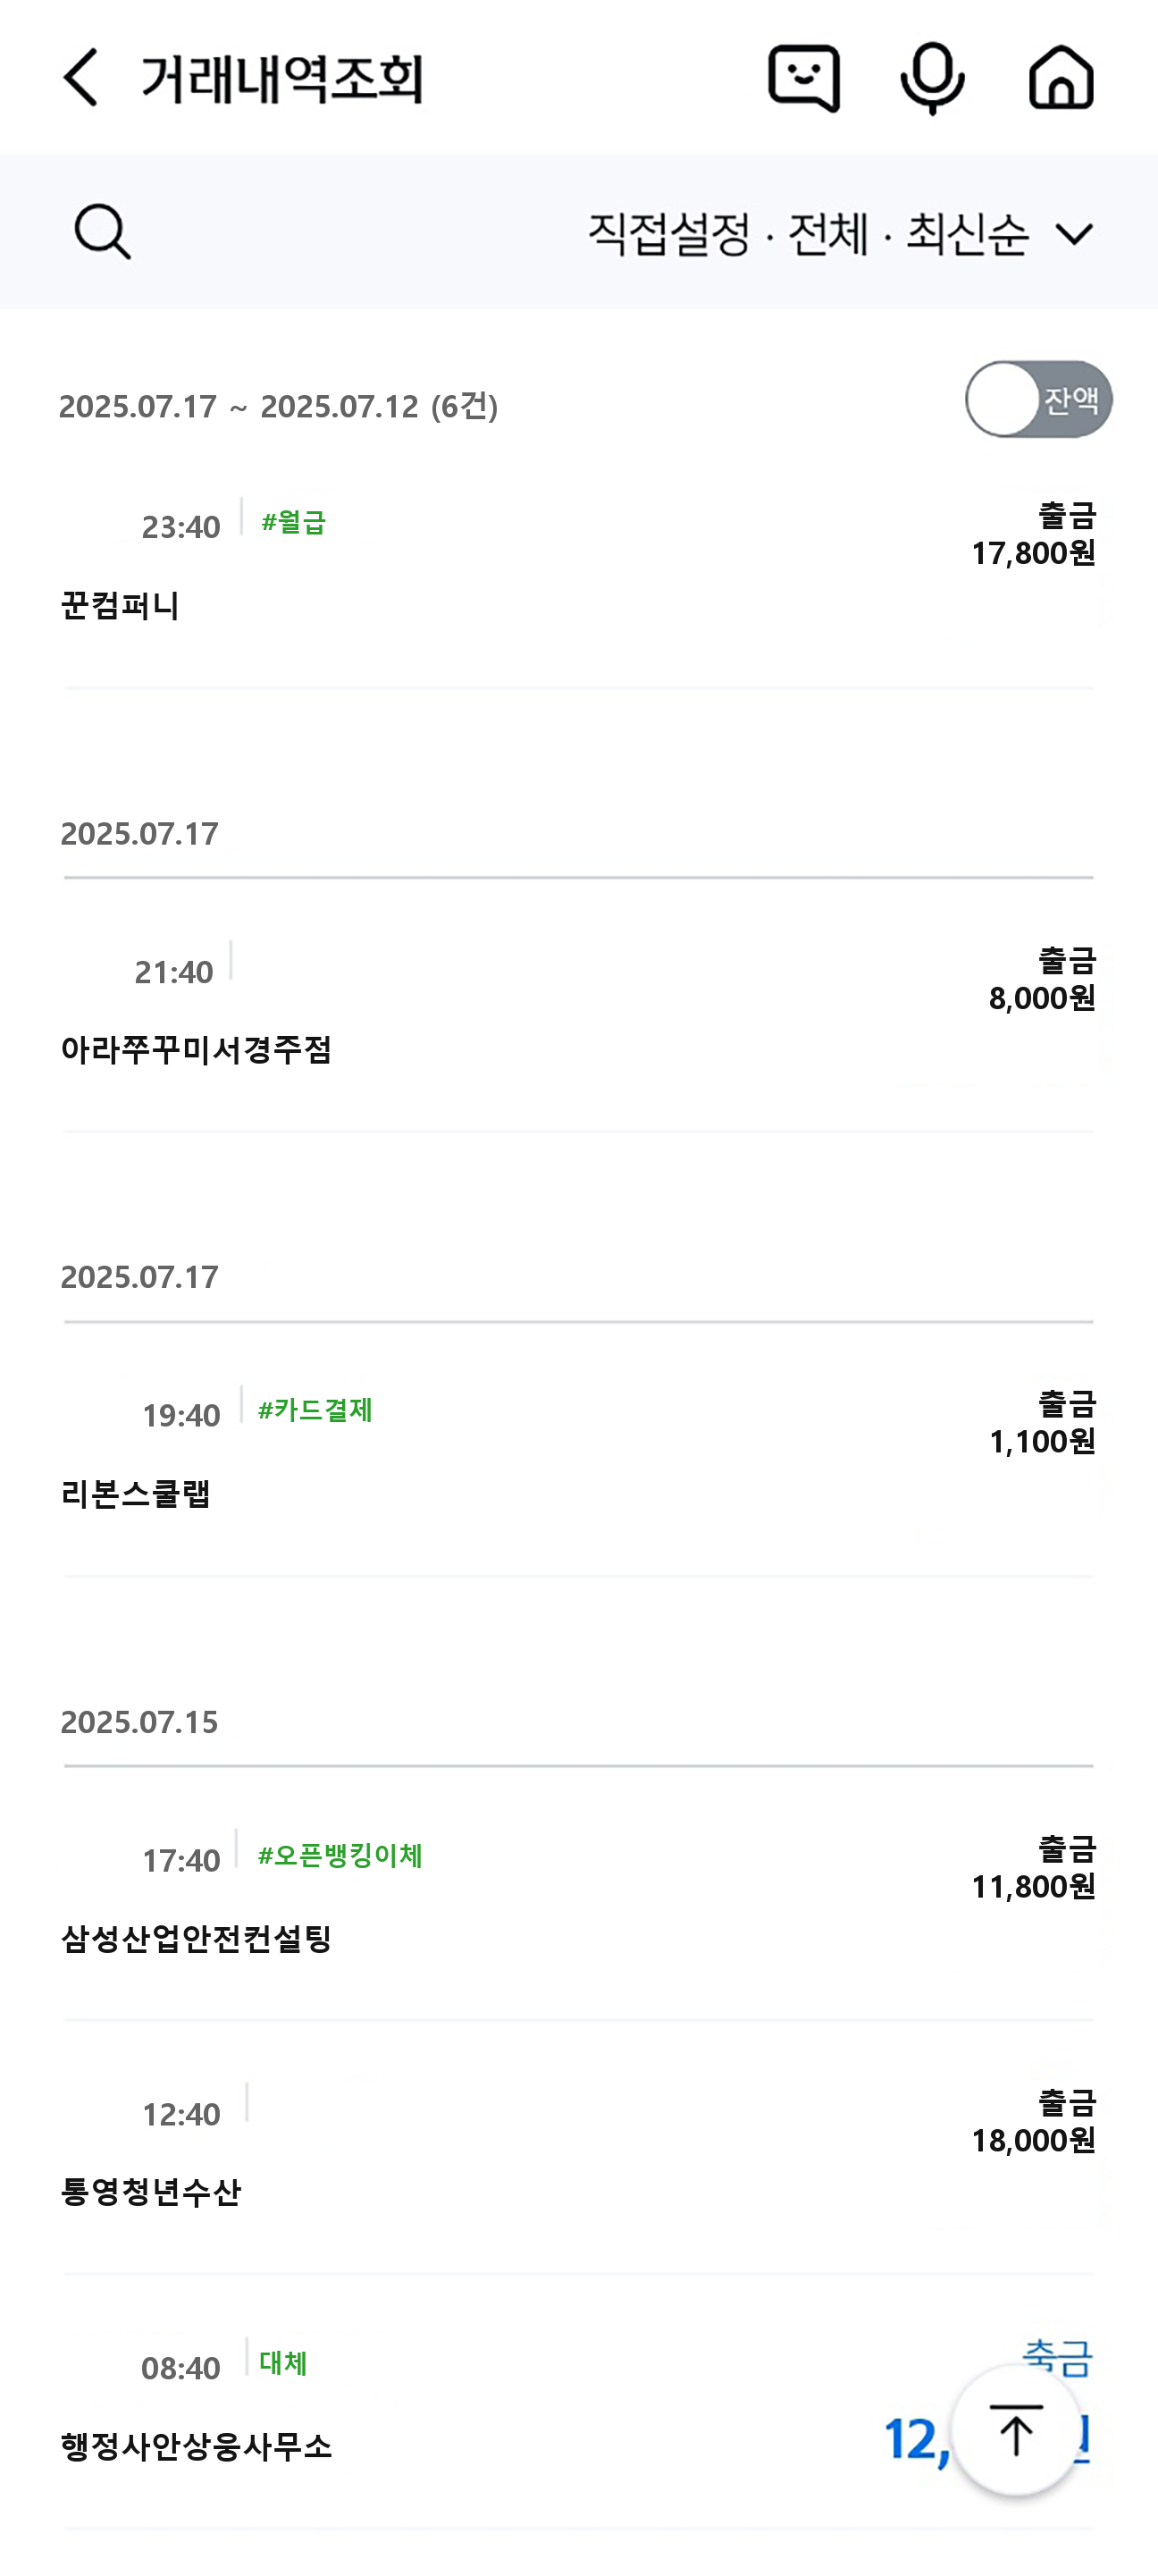 거래내역조회
직접설정 · 전체 · 최신순
2025.07.17 ~ 2025.07.12 (6건)
잔액
23:40 #월급
출금
17,800원
꾼컴퍼니
2025.07.17
21:40
출금
8,000원
아라쭈꾸미서경주점
2025.07.17
19:40 #카드결제
출금
1,100원
리본스쿨랩
2025.07.15
17:40 #오픈뱅킹이체
출금
11,800원
삼성산업안전컨설팅
12:40
출금
18,000원
통영청년수산
08:40 대체
행정사안상웅사무소
12,